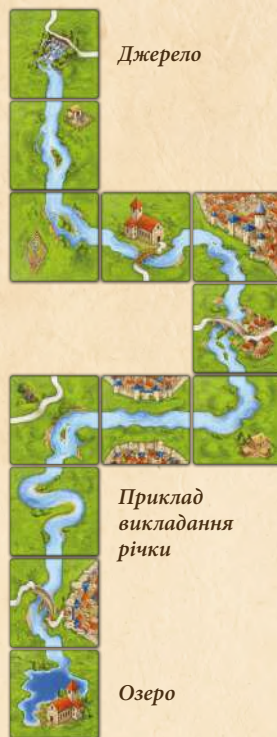 Джерело
Приклад
викладання
річки
Озеро